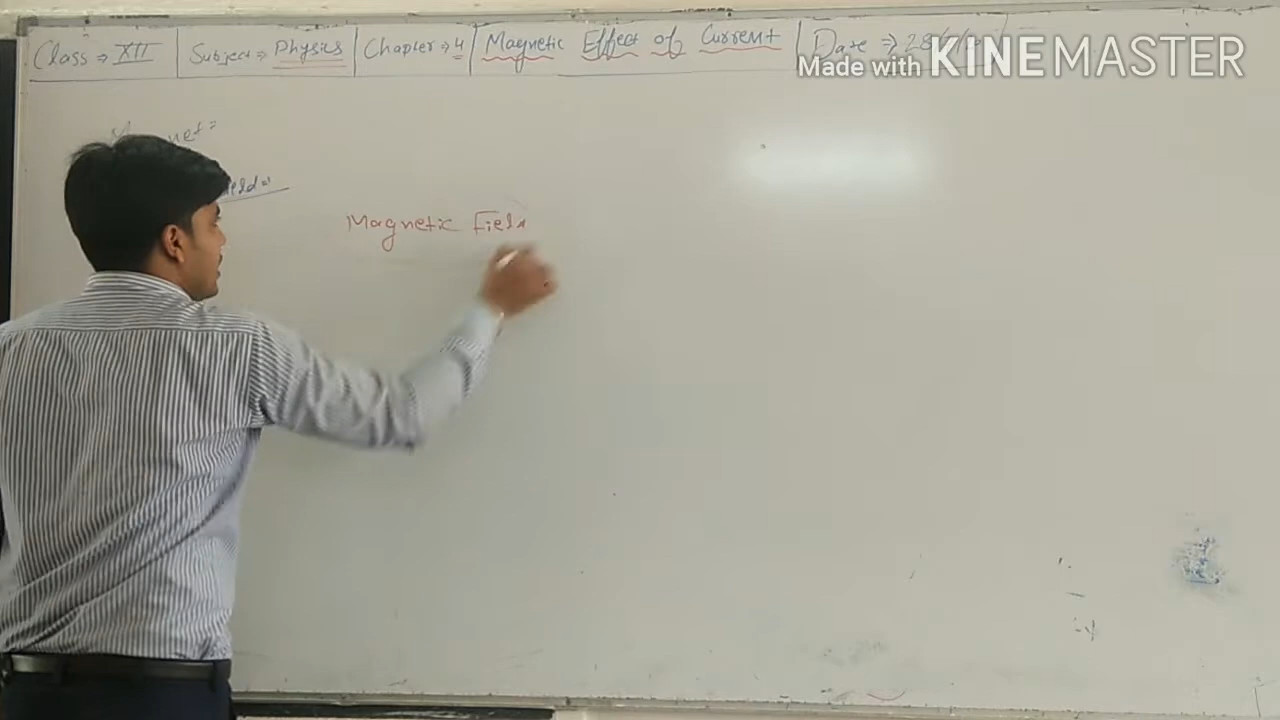 Class → XII Subject → Physics Chapter → 4 Magnetic Effect of Current Date →
Made with KINEMASTER
Magnetic Field